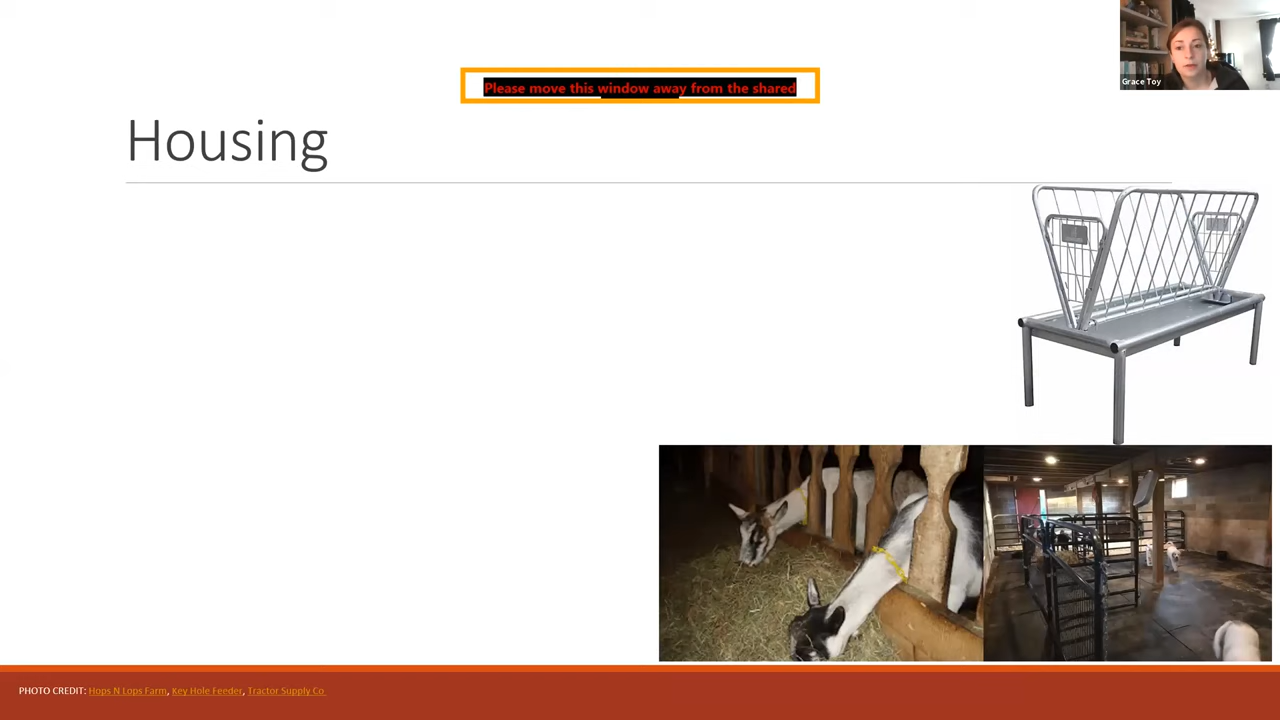 Please move this window away from the shared
Grace Toy
Housing
PHOTO CREDIT: Hops N Lops Farm, Key Hole Feeder, Tractor Supply Co